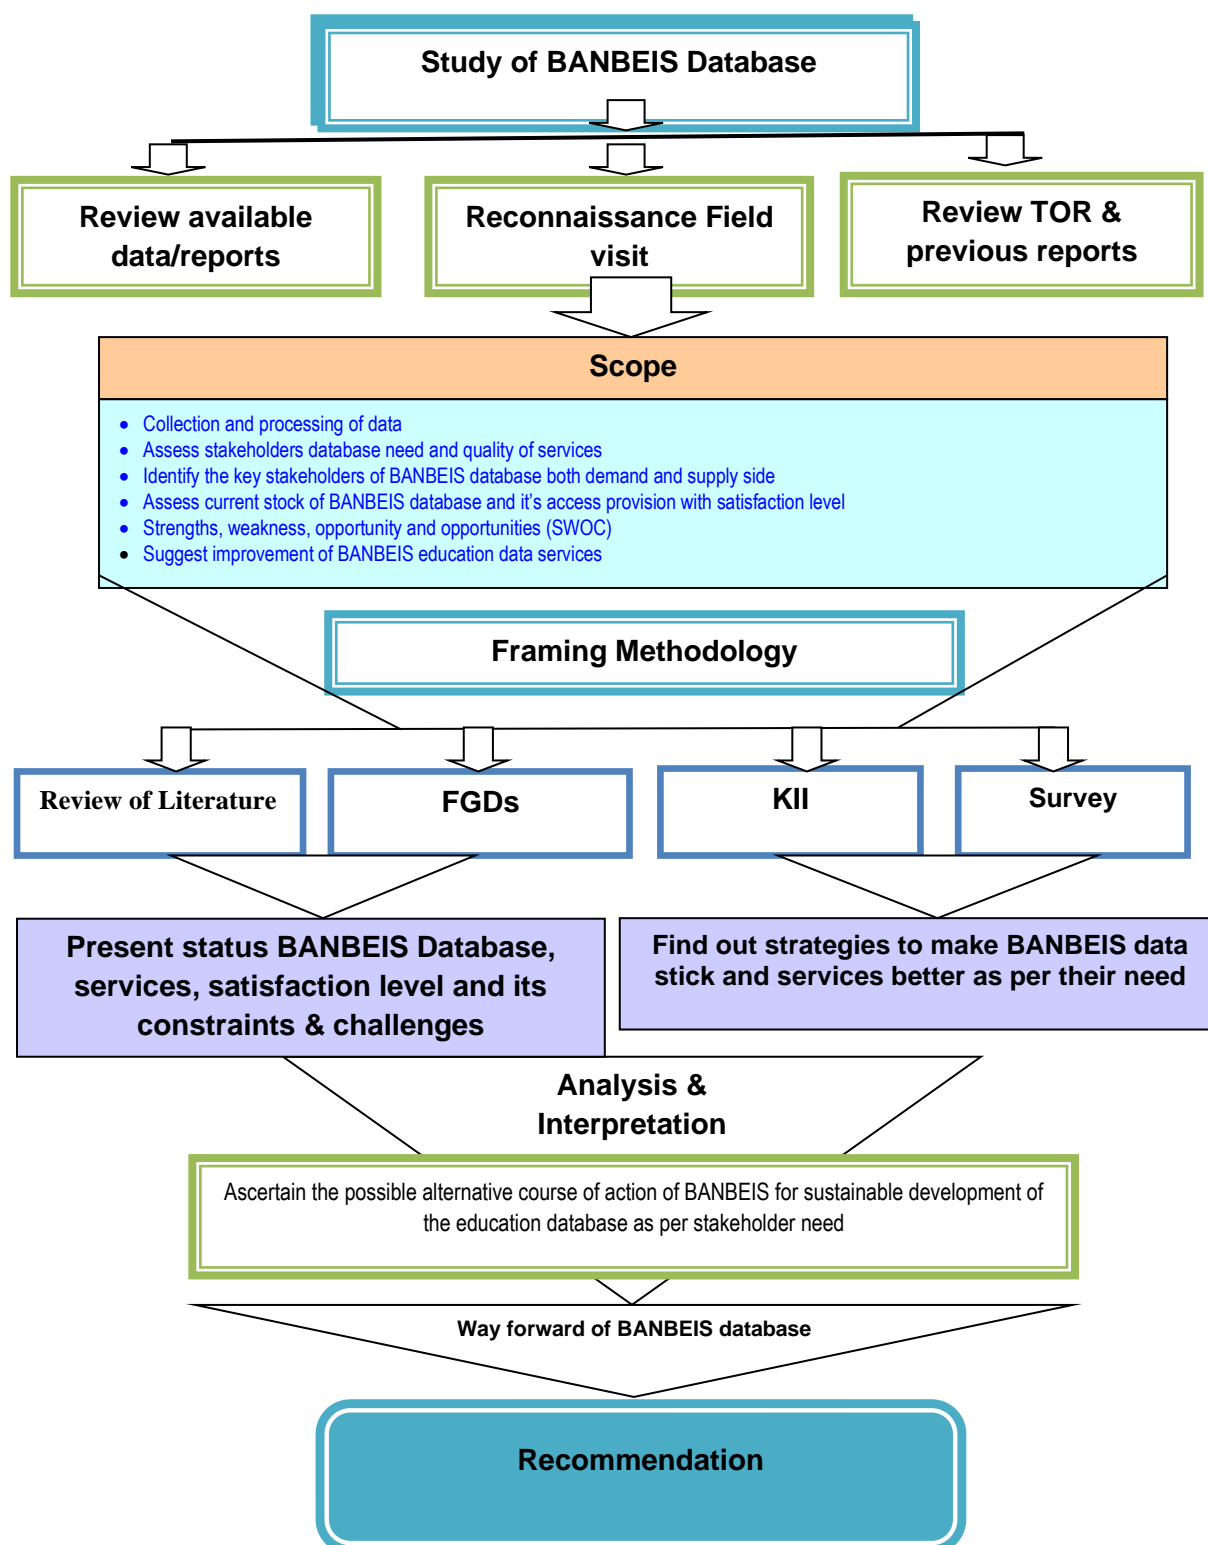 Study of BANBEIS Database
Review available
data/reports
Reconnaissance Field
visit
Review TOR &
previous reports
Scope
• Collection and processing of data
• Assess stakeholders database need and quality of services
• Identify the key stakeholders of BANBEIS database both demand and supply side
• Assess current stock of BANBEIS database and it's access provision with satisfaction level
• Strengths, weakness, opportunity and opportunities (SWOC)
• Suggest improvement of BANBEIS education data services
Framing Methodology
Review of Literature
FGDs
KII
Survey
Present status BANBEIS Database,
services, satisfaction level and its
constraints & challenges
Find out strategies to make BANBEIS data
stick and services better as per their need
Analysis &
Interpretation
Ascertain the possible alternative course of action of BANBEIS for sustainable development of
the education database as per stakeholder need
Way forward of BANBEIS database
Recommendation